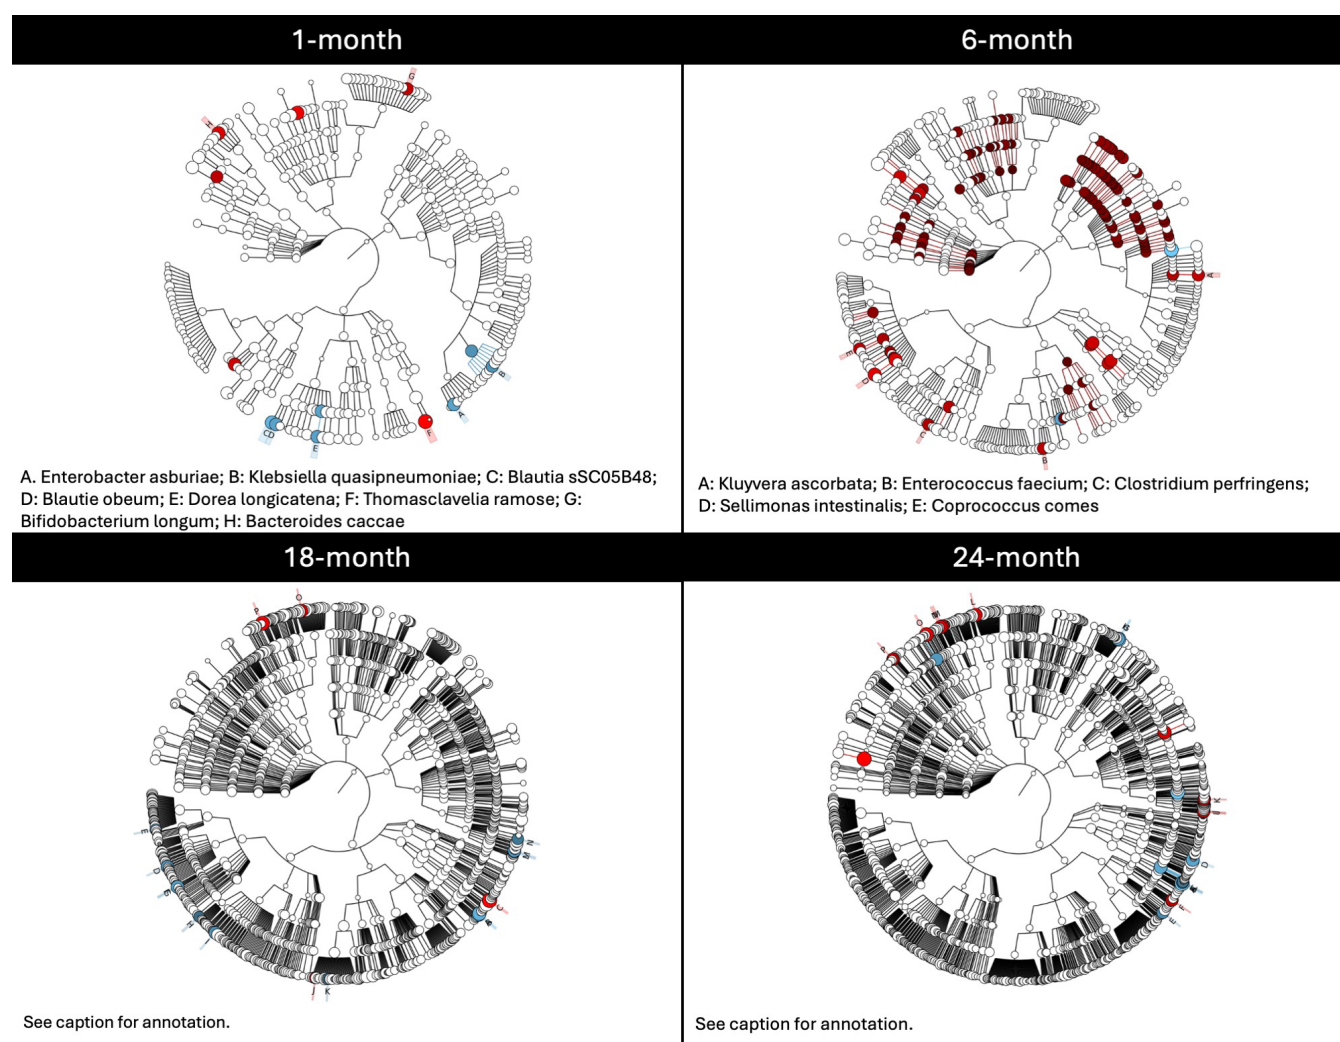 1-month
6-month
G
H
F
A
B
CD
E
A
B
C
D
E
A. Enterobacter asburiae; B: Klebsiella quasipneumoniae; C: Blautia sSC05B48;
D: Blautie obeum; E: Dorea longicatena; F: Thomasclavelia ramose; G:
Bifidobacterium longum; H: Bacteroides caccae
A: Kluyvera ascorbata; B: Enterococcus faecium; C: Clostridium perfringens;
D: Sellimonas intestinalis; E: Coprococcus comes
18-month
24-month
P
O
N
M
C
E
H
J
K
L
O
P
K
E
See caption for annotation.
See caption for annotation.